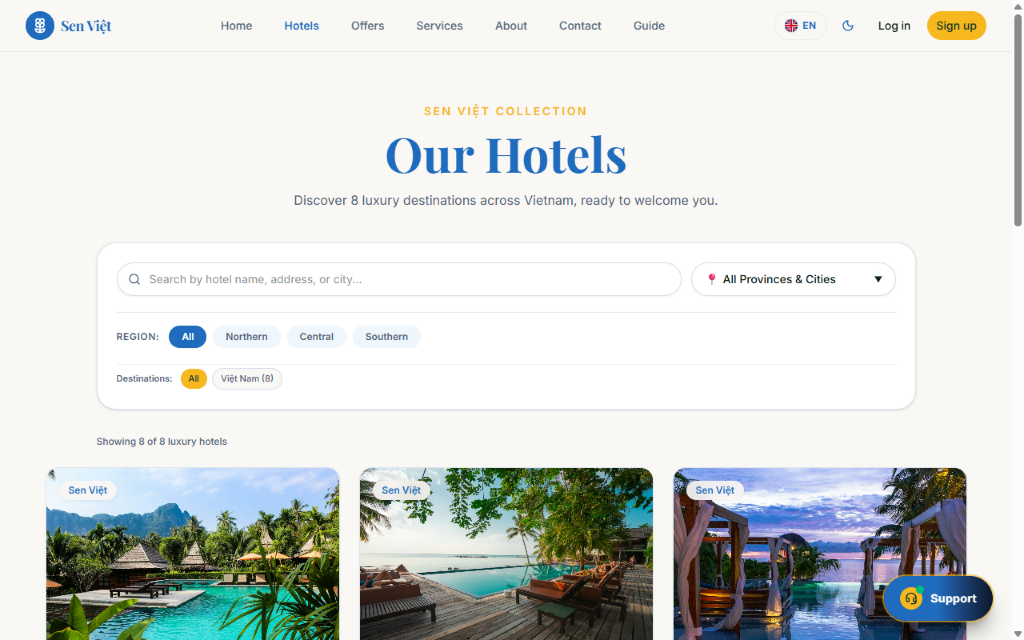 Sen Việt
Home Hotels Offers Services About Contact Guide EN Log in Sign up
SEN VIỆT COLLECTION
Our Hotels
Discover 8 luxury destinations across Vietnam, ready to welcome you.
Search by hotel name, address, or city... All Provinces & Cities
REGION: All Northern Central Southern
Destinations: All Việt Nam (8)
Showing 8 of 8 luxury hotels
Sen Việt Sen Việt Sen Việt
Support